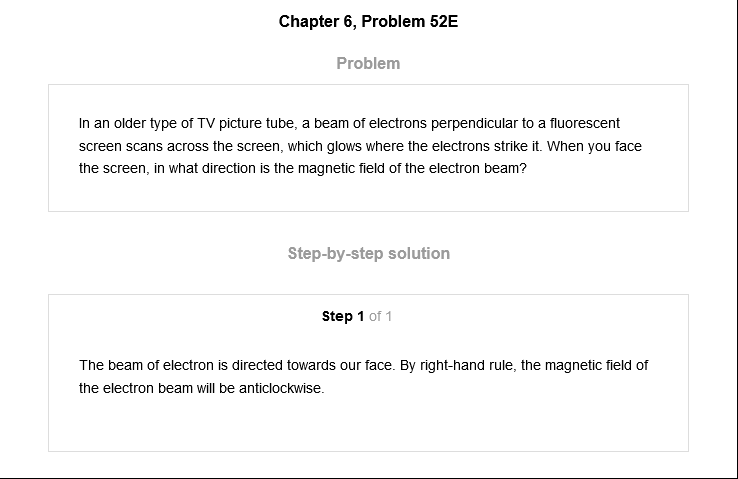 Chapter 6, Problem 52E
Problem
In an older type of TV picture tube, a beam of electrons perpendicular to a fluorescent
screen scans across the screen, which glows where the electrons strike it. When you face
the screen, in what direction is the magnetic field of the electron beam?
Step-by-step solution
Step 1 of 1
The beam of electron is directed towards our face. By right-hand rule, the magnetic field of
the electron beam will be anticlockwise.